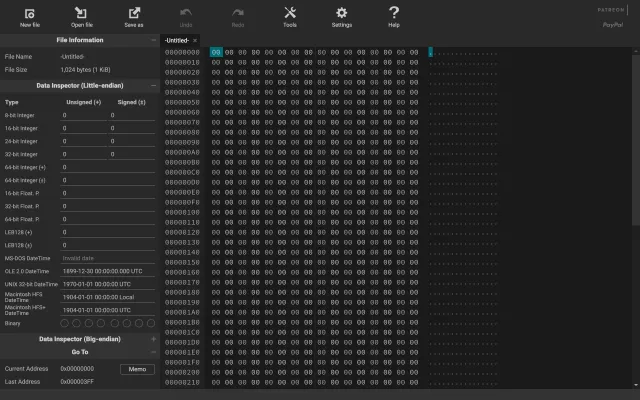 New file Open file Save as Undo Redo Tools Settings Help
PATREON
PayPal
File Information −
File Name -Untitled-
File Size 1,024 bytes (1 KiB)
Data Inspector (Little-endian) −
Type Unsigned (+) Signed (±)
8-bit Integer 0 0
16-bit Integer 0 0
24-bit Integer 0 0
32-bit Integer 0 0
64-bit Integer (+) 0
64-bit Integer (±) 0
16-bit Float. P. 0
32-bit Float. P. 0
64-bit Float. P. 0
LEB128 (+) 0
LEB128 (±) 0
MS-DOS DateTime Invalid date
OLE 2.0 DateTime 1899-12-30 00:00:00.000 UTC
UNIX 32-bit DateTime 1970-01-01 00:00:00 UTC
Macintosh HFS DateTime 1904-01-01 00:00:00 Local
Macintosh HFS+ DateTime 1904-01-01 00:00:00 UTC
Binary
Data Inspector (Big-endian) +
Go To −
Current Address 0x00000000 Memo
Last Address 0x000003FF
-Untitled- ×
00000000 00 00 00 00 00 00 00 00 00 00 00 00 00 00 00 00 ................
00000010 00 00 00 00 00 00 00 00 00 00 00 00 00 00 00 00 ................
00000020 00 00 00 00 00 00 00 00 00 00 00 00 00 00 00 00 ................
00000030 00 00 00 00 00 00 00 00 00 00 00 00 00 00 00 00 ................
00000040 00 00 00 00 00 00 00 00 00 00 00 00 00 00 00 00 ................
00000050 00 00 00 00 00 00 00 00 00 00 00 00 00 00 00 00 ................
00000060 00 00 00 00 00 00 00 00 00 00 00 00 00 00 00 00 ................
00000070 00 00 00 00 00 00 00 00 00 00 00 00 00 00 00 00 ................
00000080 00 00 00 00 00 00 00 00 00 00 00 00 00 00 00 00 ................
00000090 00 00 00 00 00 00 00 00 00 00 00 00 00 00 00 00 ................
000000A0 00 00 00 00 00 00 00 00 00 00 00 00 00 00 00 00 ................
000000B0 00 00 00 00 00 00 00 00 00 00 00 00 00 00 00 00 ................
000000C0 00 00 00 00 00 00 00 00 00 00 00 00 00 00 00 00 ................
000000D0 00 00 00 00 00 00 00 00 00 00 00 00 00 00 00 00 ................
000000E0 00 00 00 00 00 00 00 00 00 00 00 00 00 00 00 00 ................
000000F0 00 00 00 00 00 00 00 00 00 00 00 00 00 00 00 00 ................
00000100 00 00 00 00 00 00 00 00 00 00 00 00 00 00 00 00 ................
00000110 00 00 00 00 00 00 00 00 00 00 00 00 00 00 00 00 ................
00000120 00 00 00 00 00 00 00 00 00 00 00 00 00 00 00 00 ................
00000130 00 00 00 00 00 00 00 00 00 00 00 00 00 00 00 00 ................
00000140 00 00 00 00 00 00 00 00 00 00 00 00 00 00 00 00 ................
00000150 00 00 00 00 00 00 00 00 00 00 00 00 00 00 00 00 ................
00000160 00 00 00 00 00 00 00 00 00 00 00 00 00 00 00 00 ................
00000170 00 00 00 00 00 00 00 00 00 00 00 00 00 00 00 00 ................
00000180 00 00 00 00 00 00 00 00 00 00 00 00 00 00 00 00 ................
00000190 00 00 00 00 00 00 00 00 00 00 00 00 00 00 00 00 ................
000001A0 00 00 00 00 00 00 00 00 00 00 00 00 00 00 00 00 ................
000001B0 00 00 00 00 00 00 00 00 00 00 00 00 00 00 00 00 ................
000001C0 00 00 00 00 00 00 00 00 00 00 00 00 00 00 00 00 ................
000001D0 00 00 00 00 00 00 00 00 00 00 00 00 00 00 00 00 ................
000001E0 00 00 00 00 00 00 00 00 00 00 00 00 00 00 00 00 ................
000001F0 00 00 00 00 00 00 00 00 00 00 00 00 00 00 00 00 ................
00000200 00 00 00 00 00 00 00 00 00 00 00 00 00 00 00 00 ................
00000210 00 00 00 00 00 00 00 00 00 00 00 00 00 00 00 00 ................